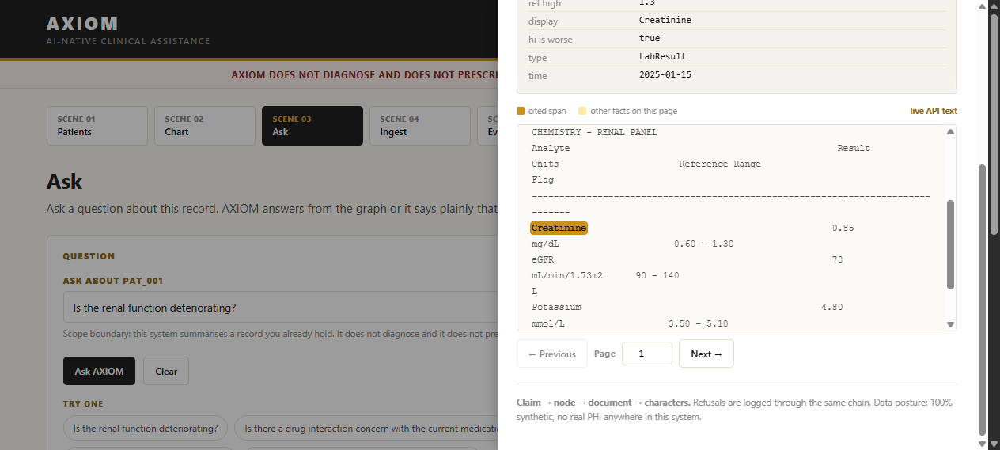 AXIOM
AI-NATIVE CLINICAL ASSISTANCE
AXIOM DOES NOT DIAGNOSE AND DOES NOT PRESCR
SCENE 01
Patients
SCENE 02
Chart
SCENE 03
Ask
SCENE 04
Ingest
SC
Ev
Ask
Ask a question about this record. AXIOM answers from the graph or it says plainly that
QUESTION
ASK ABOUT PAT_001
Is the renal function deteriorating?
Scope boundary: this system summarises a record you already hold. It does not diagnose and it does not pre
Ask AXIOM
Clear
TRY ONE
Is the renal function deteriorating?
Is there a drug interaction concern with the current medicati
ref high 1.3
display Creatinine
hi is worse true
type LabResult
time 2025-01-15
cited span other facts on this page live API text
CHEMISTRY - RENAL PANEL
Analyte Result
Units Reference Range
Flag
-------------------------------------------------------------------------
-------
Creatinine 0.85
mg/dL 0.60 - 1.30
eGFR 78
mL/min/1.73m2 90 - 140
L
Potassium 4.80
mmol/L 3.50 - 5.10
← Previous Page 1 Next →
Claim → node → document → characters. Refusals are logged through the same chain. Data posture: 100%
synthetic, no real PHI anywhere in this system.